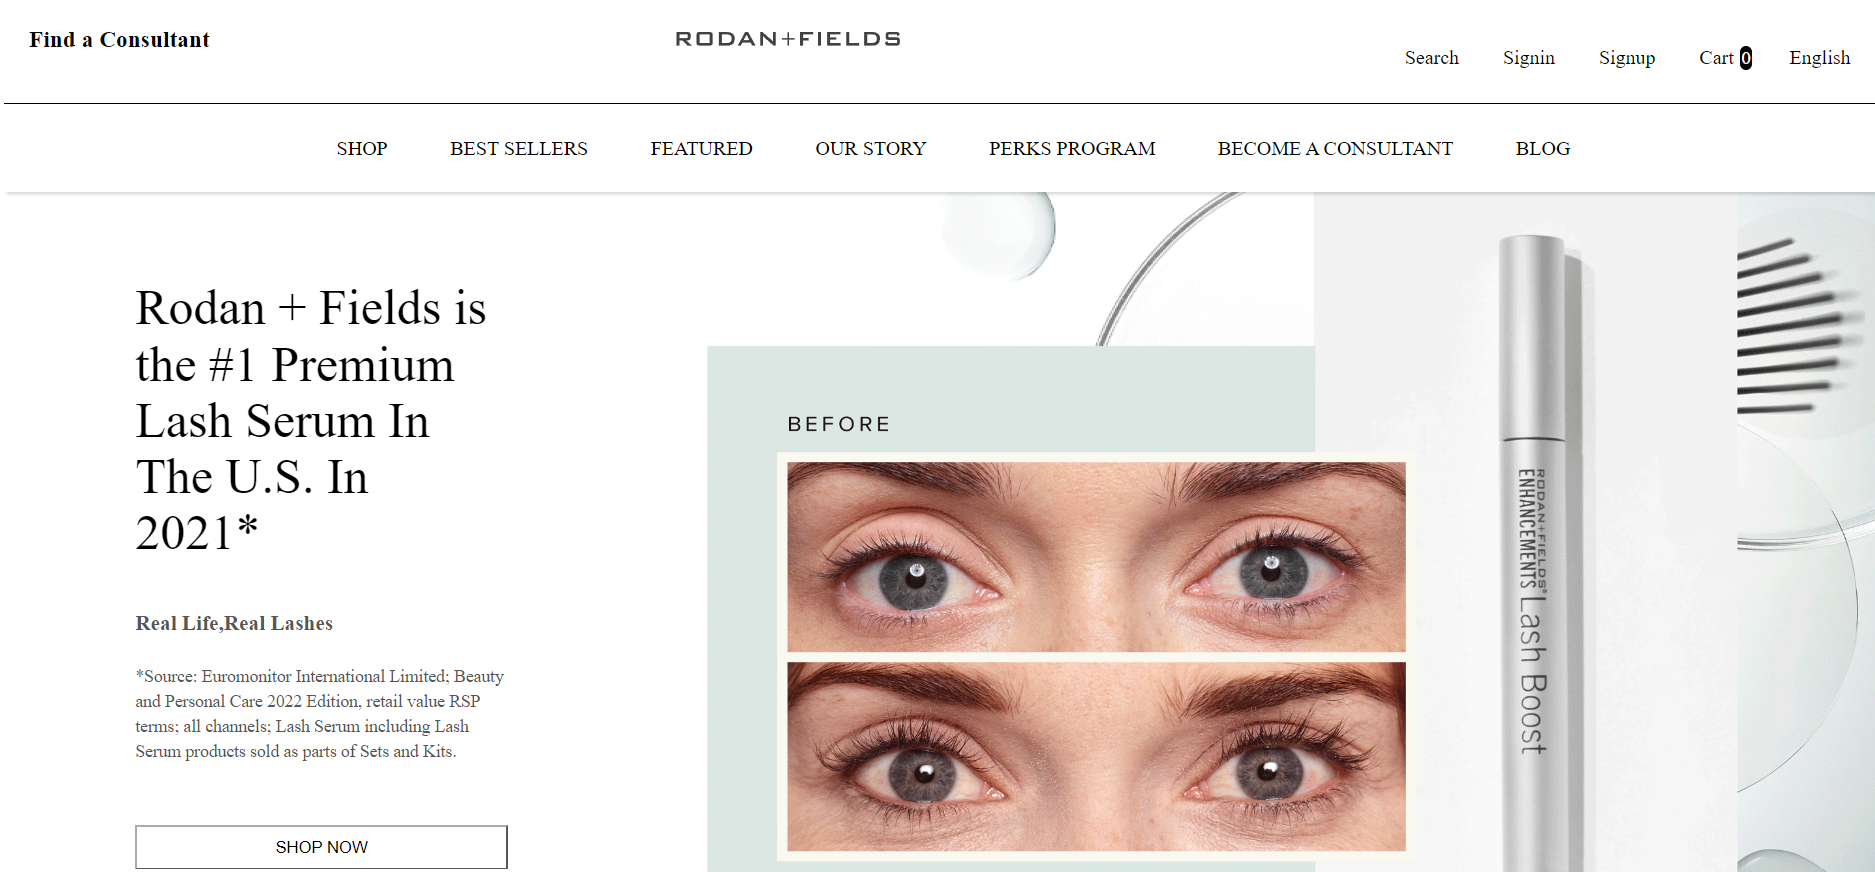 Find a Consultant
RODAN+FIELDS
Search
Signin
Signup
Cart 0
English
SHOP
BEST SELLERS
FEATURED
OUR STORY
PERKS PROGRAM
BECOME A CONSULTANT
BLOG
Rodan + Fields is
the #1 Premium
Lash Serum In
The U.S. In
2021*
Real Life,Real Lashes
*Source: Euromonitor International Limited; Beauty
and Personal Care 2022 Edition, retail value RSP
terms; all channels; Lash Serum including Lash
Serum products sold as parts of Sets and Kits.
SHOP NOW
BEFORE
RODAN+FIELDS®
ENHANCEMENTS
Lash Boost